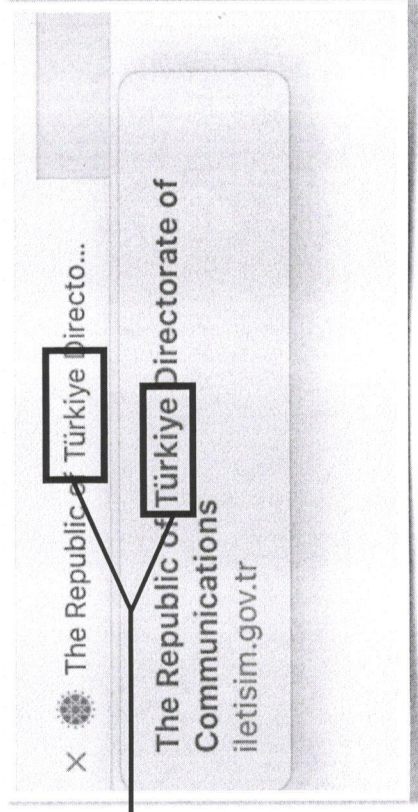 × The Republic of Türkiye Directo...
The Republic of Türkiye Directorate of
Communications
iletisim.gov.tr